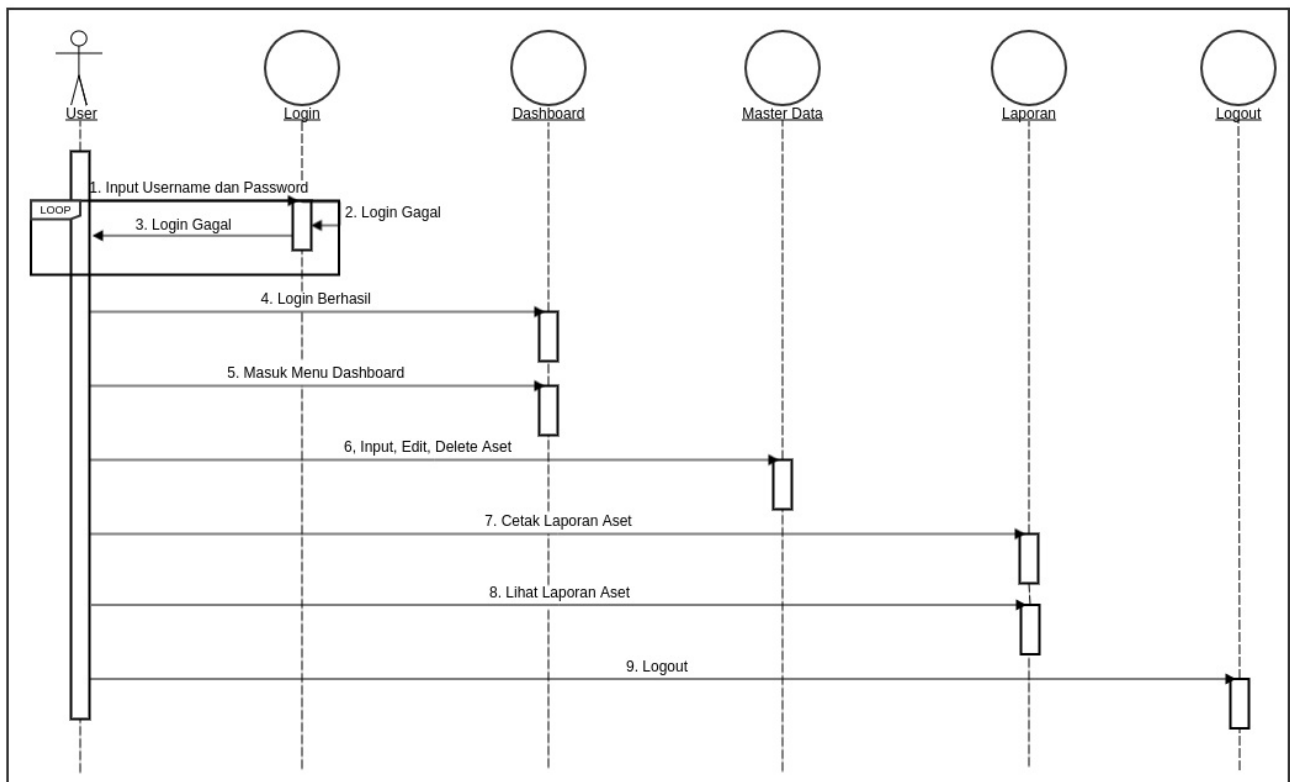 User
Login
Dashboard
Master Data
Laporan
Logout
1. Input Username dan Password
LOOP
2. Login Gagal
3. Login Gagal
4. Login Berhasil
5. Masuk Menu Dashboard
6, Input, Edit, Delete Aset
7. Cetak Laporan Aset
8. Lihat Laporan Aset
9. Logout